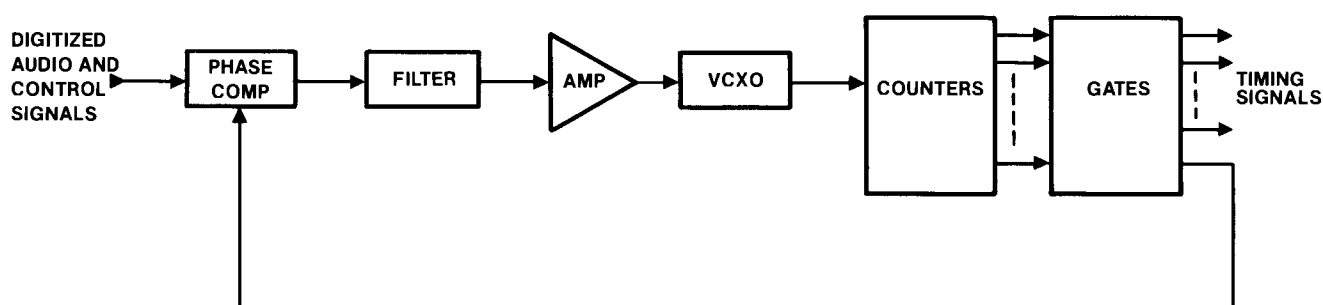 DIGITIZED
AUDIO AND
CONTROL
SIGNALS
PHASE
COMP
FILTER
AMP
VCXO
COUNTERS
GATES
TIMING
SIGNALS